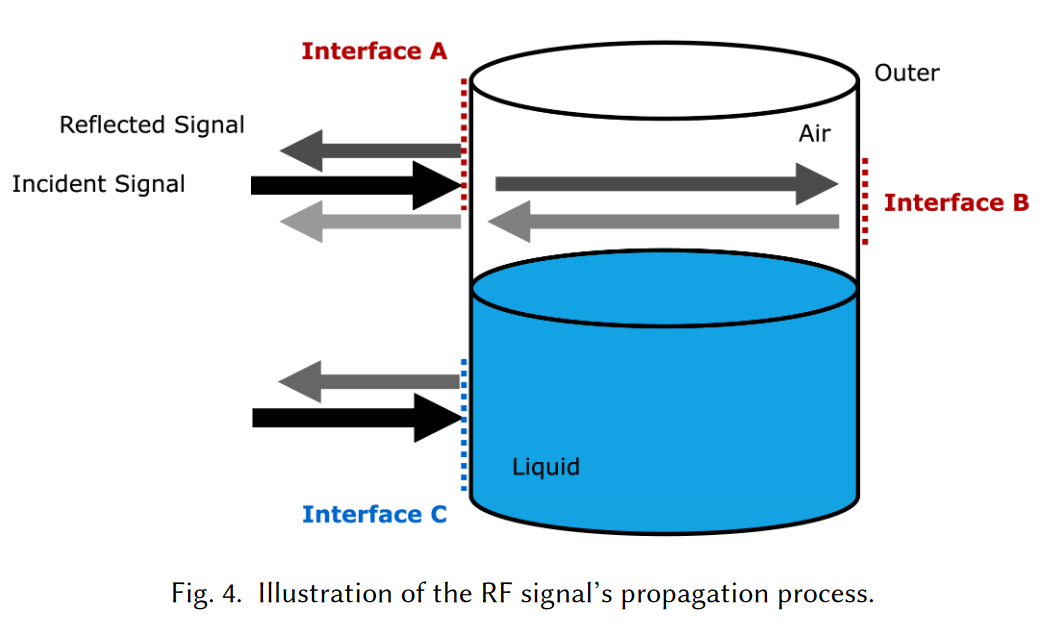 Interface A
Outer
Reflected Signal
Air
Incident Signal
Interface B
Liquid
Interface C
Fig. 4. Illustration of the RF signal's propagation process.